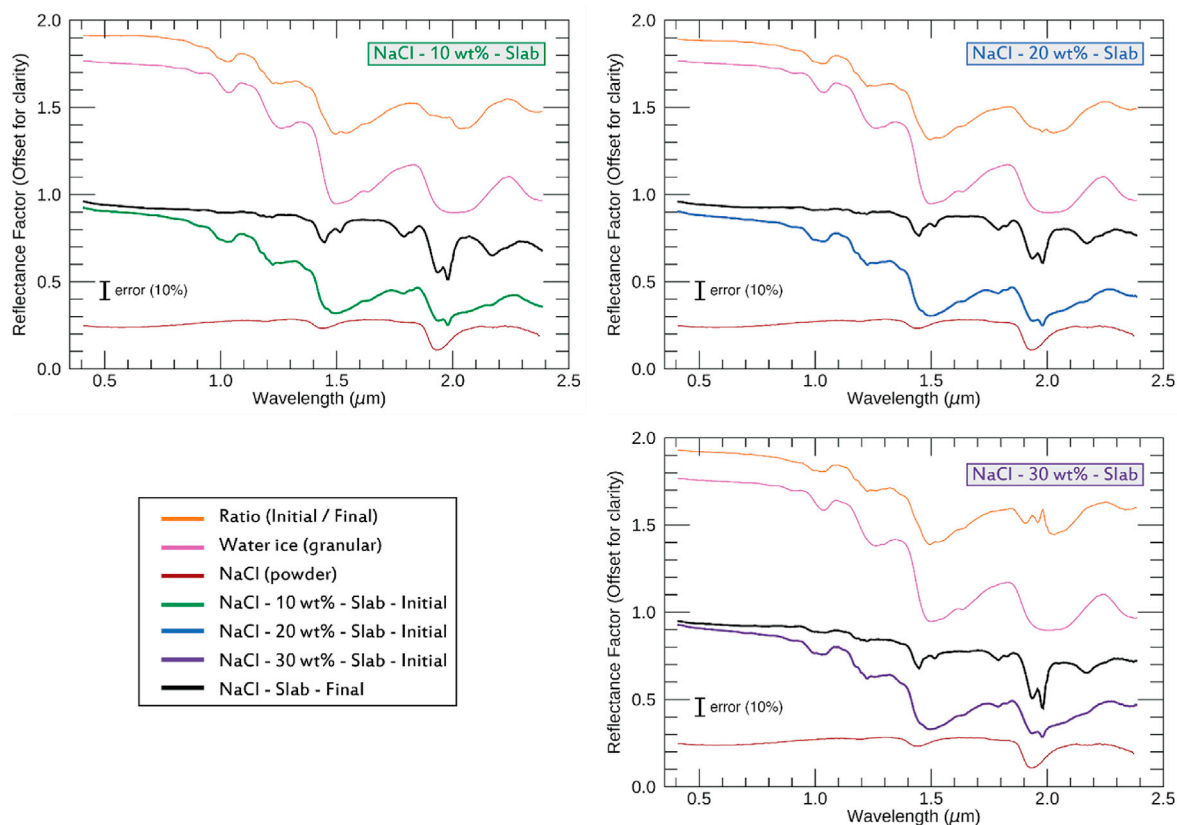 NaCl - 10 wt% - Slab
Reflectance Factor (Offset for clarity)
2.0
1.5
1.0
0.5
0.0
error (10%)
0.5 1.0 1.5 2.0 2.5
Wavelength (μm)
NaCl - 20 wt% - Slab
Reflectance Factor (Offset for clarity)
2.0
1.5
1.0
0.5
0.0
error (10%)
0.5 1.0 1.5 2.0 2.5
Wavelength (μm)
Ratio (Initial / Final)
Water ice (granular)
NaCl (powder)
NaCl - 10 wt% - Slab - Initial
NaCl - 20 wt% - Slab - Initial
NaCl - 30 wt% - Slab - Initial
NaCl - Slab - Final
NaCl - 30 wt% - Slab
Reflectance Factor (Offset for clarity)
2.0
1.5
1.0
0.5
0.0
error (10%)
0.5 1.0 1.5 2.0 2.5
Wavelength (μm)